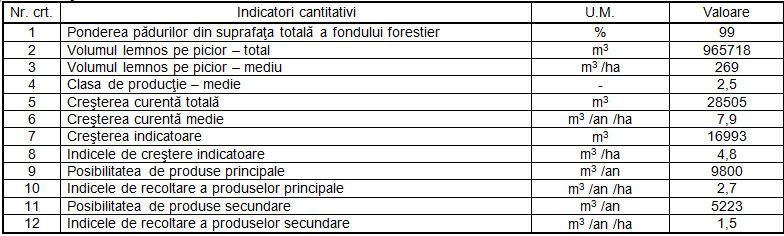 Nr. crt. Indicatori cantitativi U.M. Valoare
1 Ponderea pădurilor din suprafaţa totală a fondului forestier % 99
2 Volumul lemnos pe picior – total m³ 965718
3 Volumul lemnos pe picior – mediu m³ /ha 269
4 Clasa de producţie – medie - 2,5
5 Creşterea curentă totală m³ 28505
6 Creşterea curentă medie m³ /an /ha 7,9
7 Creşterea indicatoare m³ 16993
8 Indicele de creştere indicatoare m³ /ha 4,8
9 Posibilitatea de produse principale m³ /an 9800
10 Indicele de recoltare a produselor principale m³ /an /ha 2,7
11 Posibilitatea de produse secundare m³ /an 5223
12 Indicele de recoltare a produselor secundare m³ /an /ha 1,5